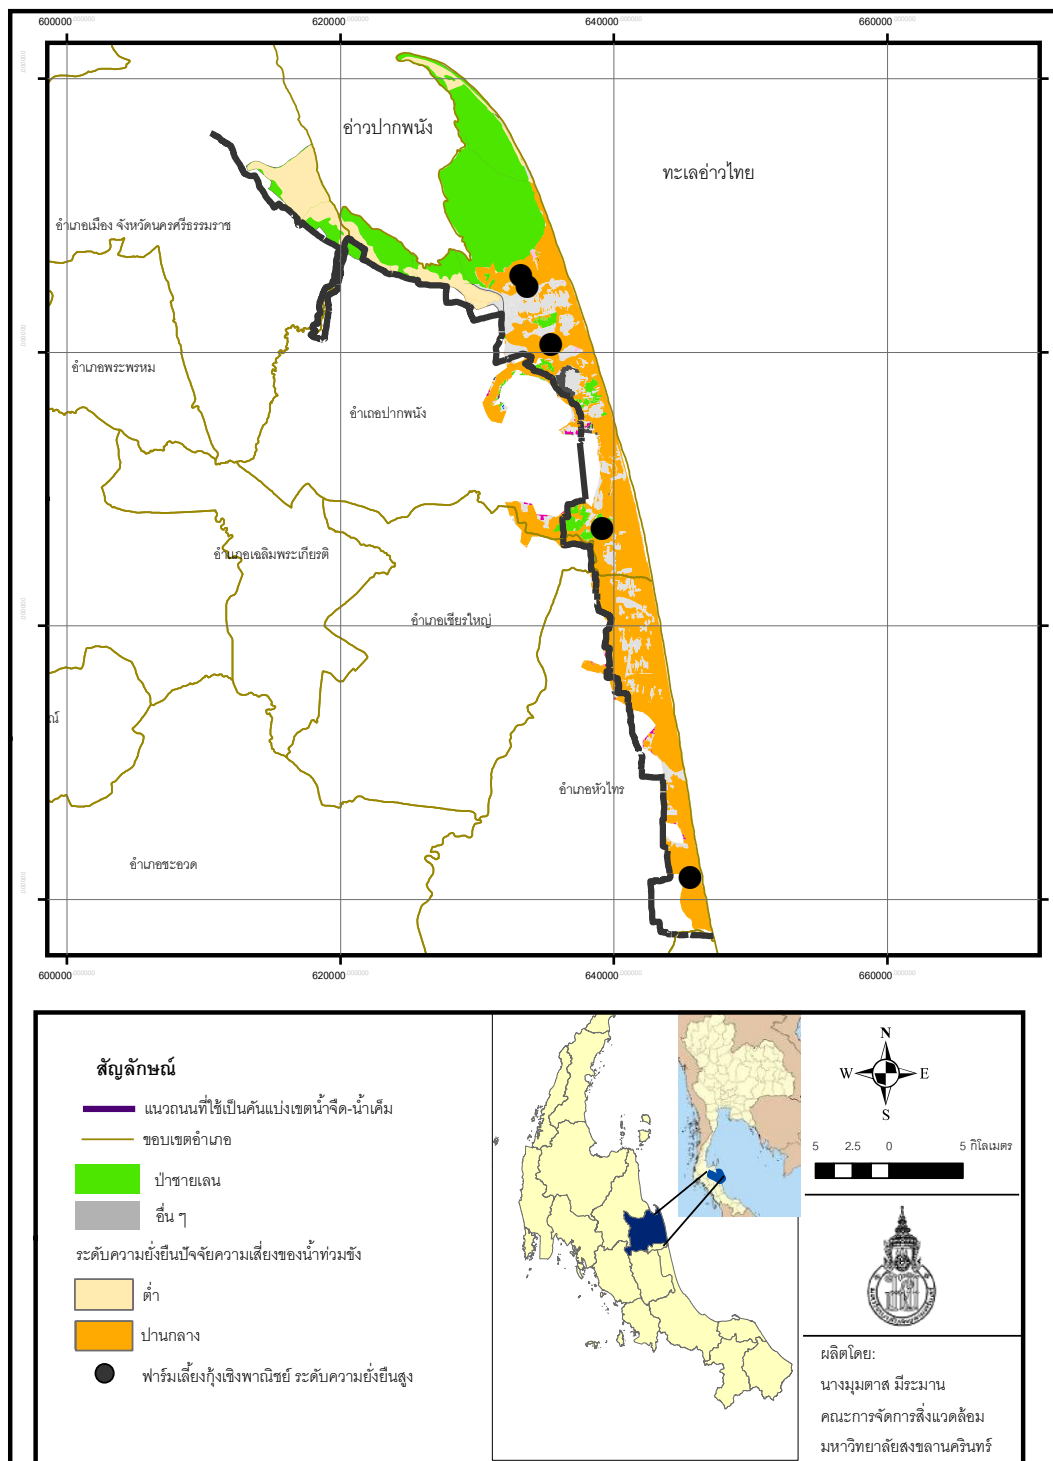 600000 620000 640000 660000
อ่าวปากพนัง
ทะเลอ่าวไทย
อำเภอเมือง จังหวัดนครศรีธรรมราช
อำเภอพระพรหม
อำเถอปากพนัง
อำเภอเฉลิมพระเกียรติ
อำเภอเชียรใหญ่
ณ์
อำเภอหัวไทร
อำเภอชะอวด
600000 620000 640000 660000
สัญลักษณ์
แนวถนนที่ใช้เป็นคันแบ่งเขตน้ำจืด-น้ำเค็ม
ขอบเขตอำเภอ
ป่าชายเลน
อื่น ๆ
ระดับความยั่งยืนปัจจัยความเสี่ยงของน้ำท่วมขัง
ต่ำ
ปานกลาง
ฟาร์มเลี้ยงกุ้งเชิงพาณิชย์ ระดับความยั่งยืนสูง
N
W E
S
5 2.5 0 5 กิโลเมตร
ผลิตโดย:
นางมุมตาส มีระมาน
คณะการจัดการสิ่งแวดล้อม
มหาวิทยาลัยสงขลานครินทร์